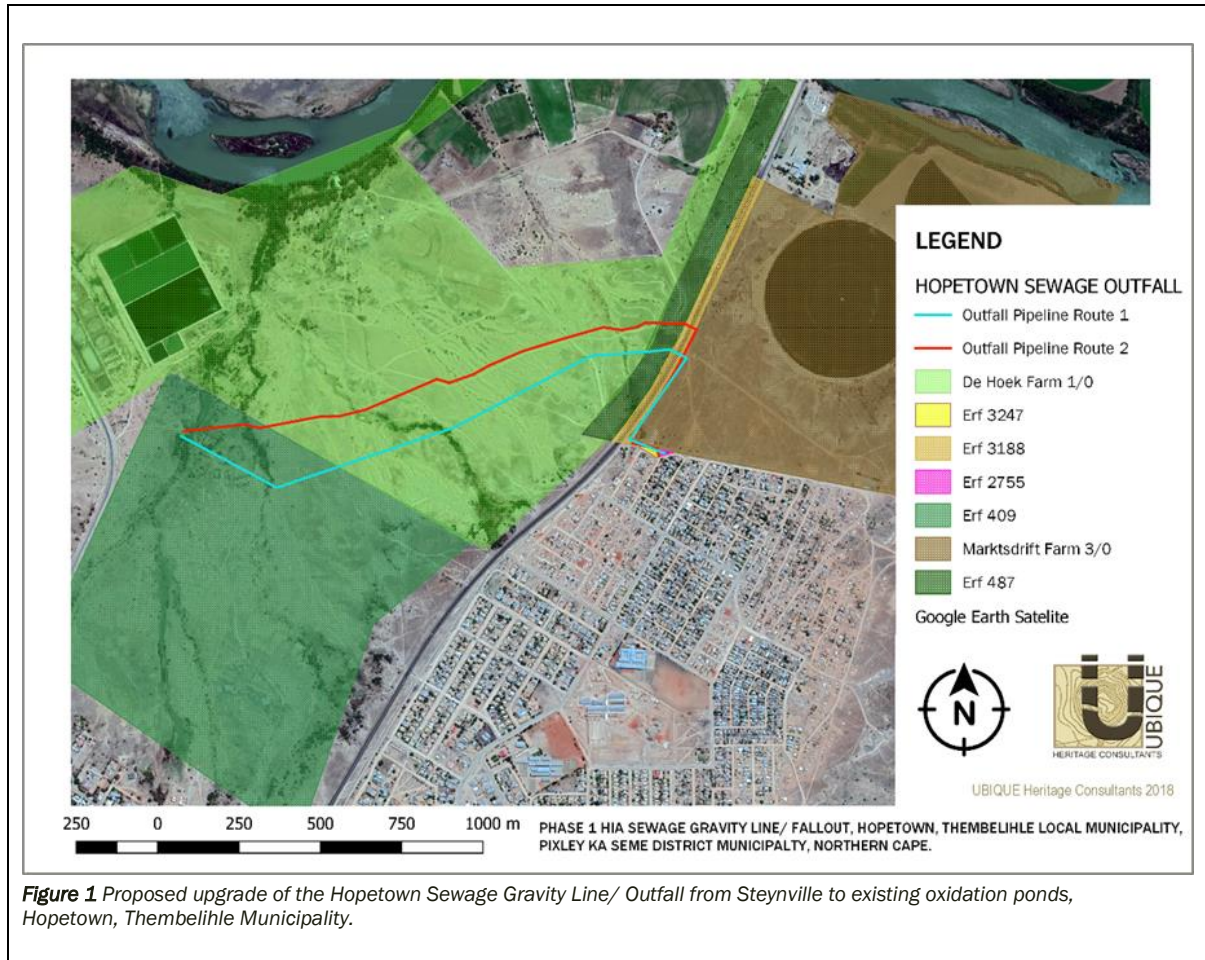 LEGEND
HOPETOWN SEWAGE OUTFALL
Outfall Pipeline Route 1
Outfall Pipeline Route 2
De Hoek Farm 1/0
Erf 3247
Erf 3188
Erf 2755
Erf 409
Marktsdrift Farm 3/0
Erf 487
Google Earth Satelite
N
U
UBIQUE
HERITAGE CONSULTANTS
UBIQUE Heritage Consultants 2018
250 0 250 500 750 1000 m
PHASE 1 HIA SEWAGE GRAVITY LINE/ FALLOUT, HOPETOWN, THEMBELIHLE LOCAL MUNICIPALITY,
PIXLEY KA SEME DISTRICT MUNICIPALTY, NORTHERN CAPE.
Figure 1 Proposed upgrade of the Hopetown Sewage Gravity Line/ Outfall from Steynville to existing oxidation ponds,
Hopetown, Thembelihle Municipality.